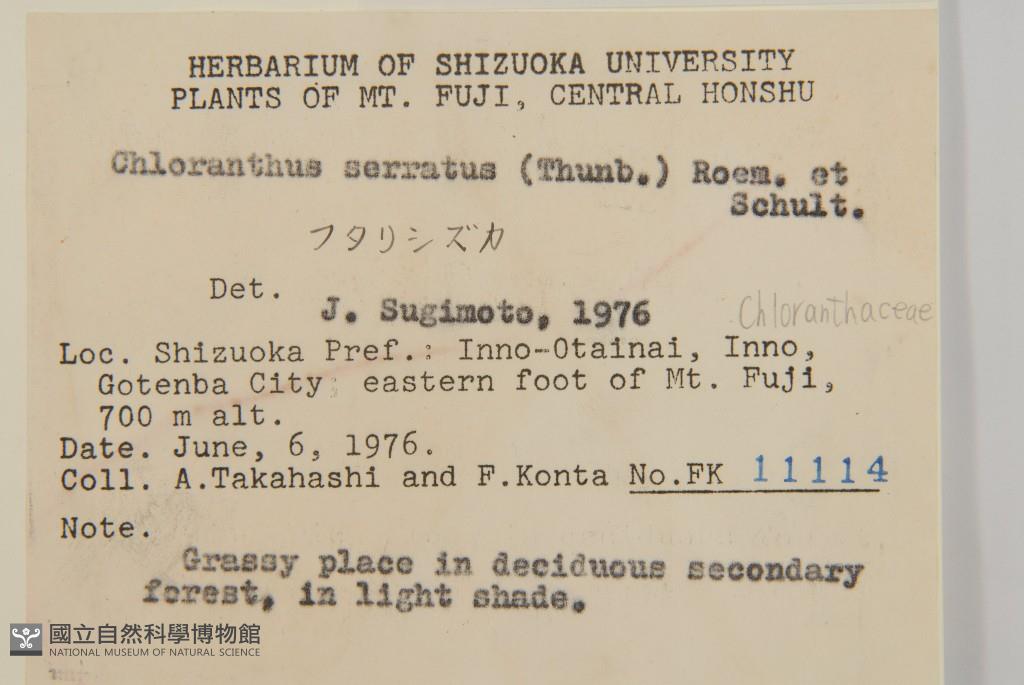 HERBARIUM OF SHIZUOKA UNIVERSITY
PLANTS OF MT. FUJI, CENTRAL HONSHU
Chloranthus serratus (Thunb.) Roem. et
Schult.
フタリシズカ
Det.
J. Sugimoto, 1976
Chloranthaceae
Loc. Shizuoka Pref.: Inno-Otainai, Inno,
Gotenba City; eastern foot of Mt. Fuji,
700 m alt.
Date. June, 6, 1976.
Coll. A.Takahashi and F.Konta No.FK 11114
Note.
Grassy place in deciduous secondary
forest, in light shade.
國立自然科學博物館
NATIONAL MUSEUM OF NATURAL SCIENCE